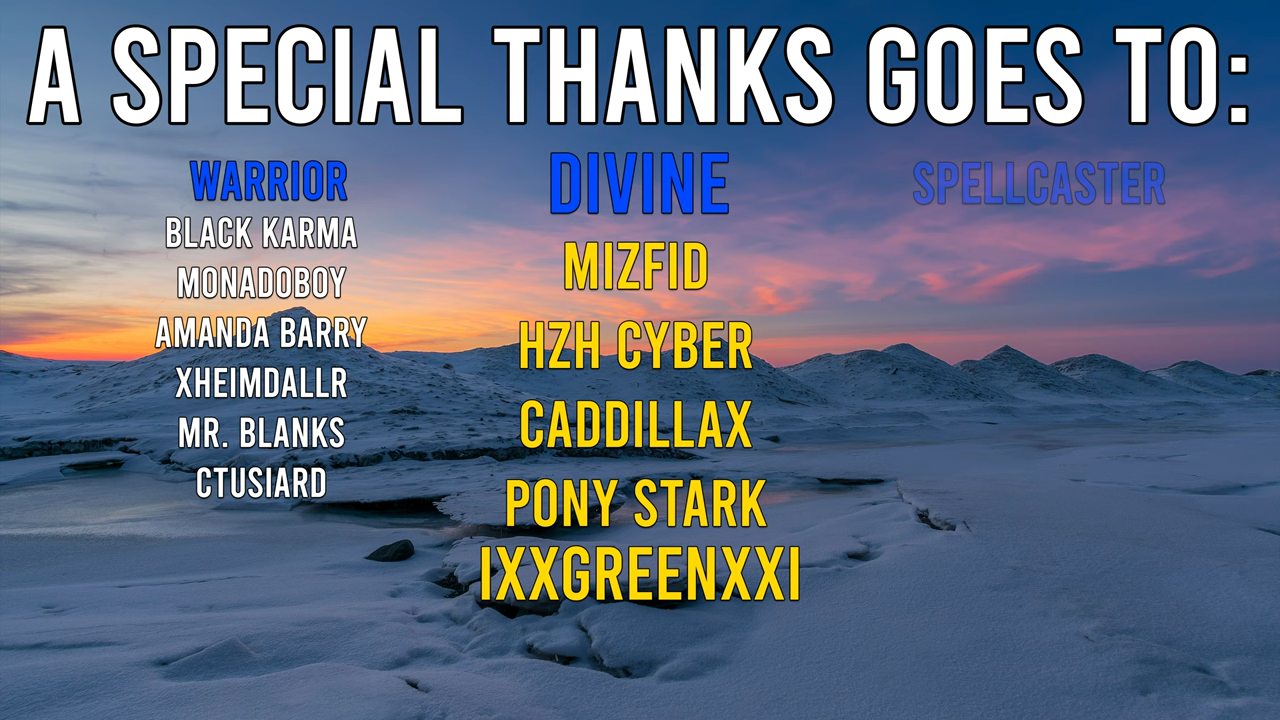 A SPECIAL THANKS GOES TO:
WARRIOR
BLACK KARMA
MONADOBOY
AMANDA BARRY
XHEIMDALLR
MR. BLANKS
CTUSIARD
DIVINE
MIZFID
HZH CYBER
CADDILLAX
PONY STARK
IXXGREENXXI
SPELLCASTER